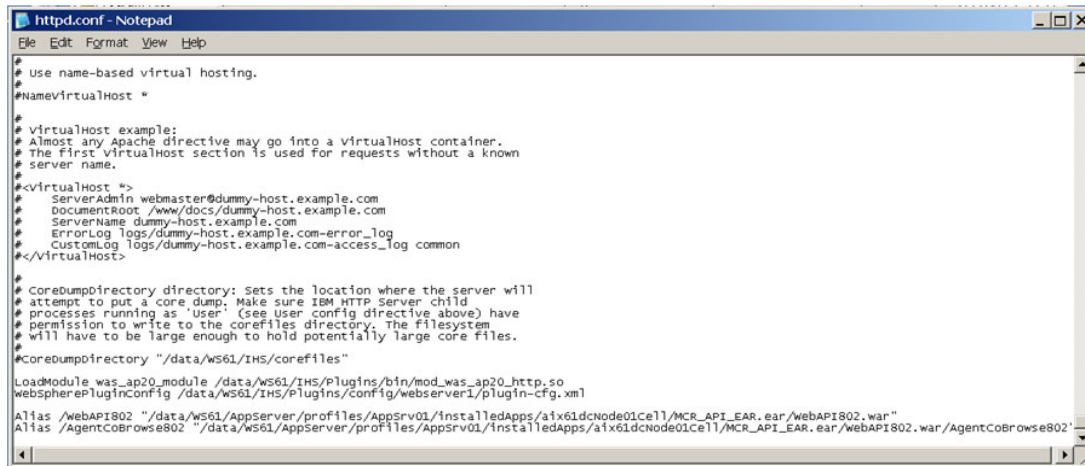 httpd.conf - Notepad
File Edit Format View Help
#
# Use name-based virtual hosting.
#
#NameVirtualHost *
#
# VirtualHost example:
# Almost any Apache directive may go into a VirtualHost container.
# The first VirtualHost section is used for requests without a known
# server name.
#
#<VirtualHost *>
#    ServerAdmin webmaster@dummy-host.example.com
#    DocumentRoot /www/docs/dummy-host.example.com
#    ServerName dummy-host.example.com
#    ErrorLog logs/dummy-host.example.com-error_log
#    CustomLog logs/dummy-host.example.com-access_log common
#</VirtualHost>
#
# CoreDumpDirectory directory: Sets the location where the server will
# attempt to put a core dump. Make sure IBM HTTP Server child
# processes running as 'User' (see User config directive above) have
# permission to write to the corefiles directory. The filesystem
# will have to be large enough to hold potentially large core files.
#
#CoreDumpDirectory "/data/WS61/IHS/corefiles"
LoadModule was_ap20_module /data/WS61/IHS/Plugins/bin/mod_was_ap20_http.so
WebSpherePluginConfig /data/WS61/IHS/Plugins/config/webserver1/plugin-cfg.xml
Alias /WebAPI802 "/data/WS61/AppServer/profiles/AppSrv01/installedApps/aix61dcNode01Cell/MCR_API_EAR.ear/WebAPI802.war"
Alias /AgentCoBrowse802 "/data/WS61/AppServer/profiles/AppSrv01/installedApps/aix61dcNode01Cell/MCR_API_EAR.ear/WebAPI802.war/AgentCoBrowse802"